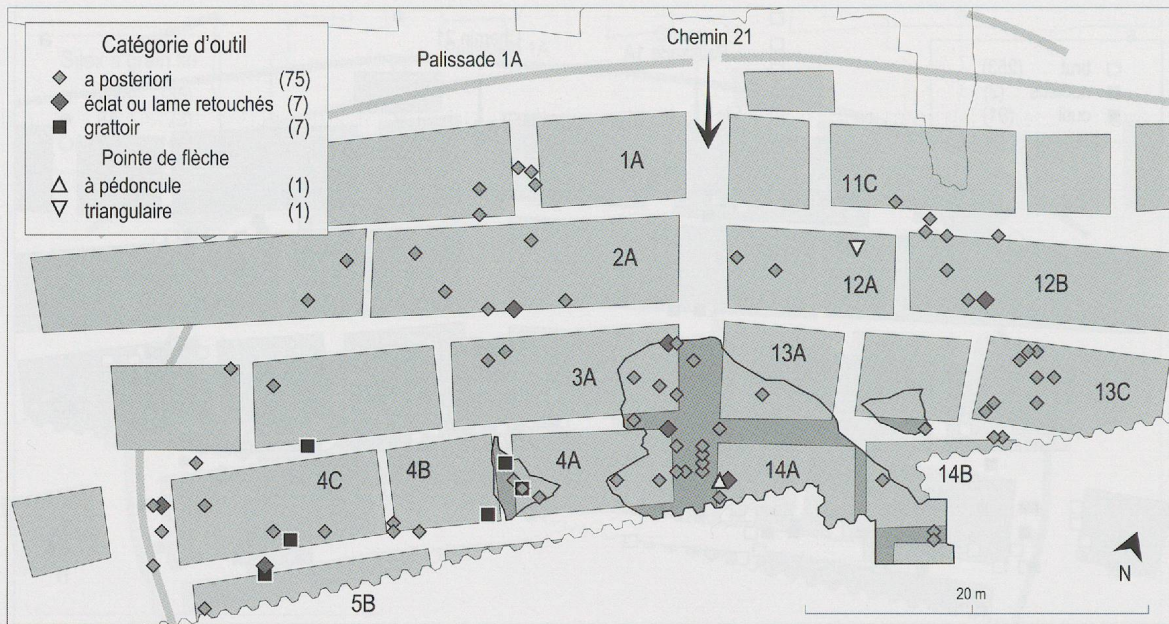 Catégorie d'outil
a posteriori (75)
éclat ou lame retouchés (7)
grattoir (7)
Pointe de flèche
à pédoncule (1)
triangulaire (1)
Palissade 1A
Chemin 21
1A
11C
2A
12A
12B
3A
13A
13C
4C
4B
4A
14A
14B
5B
N
20 m